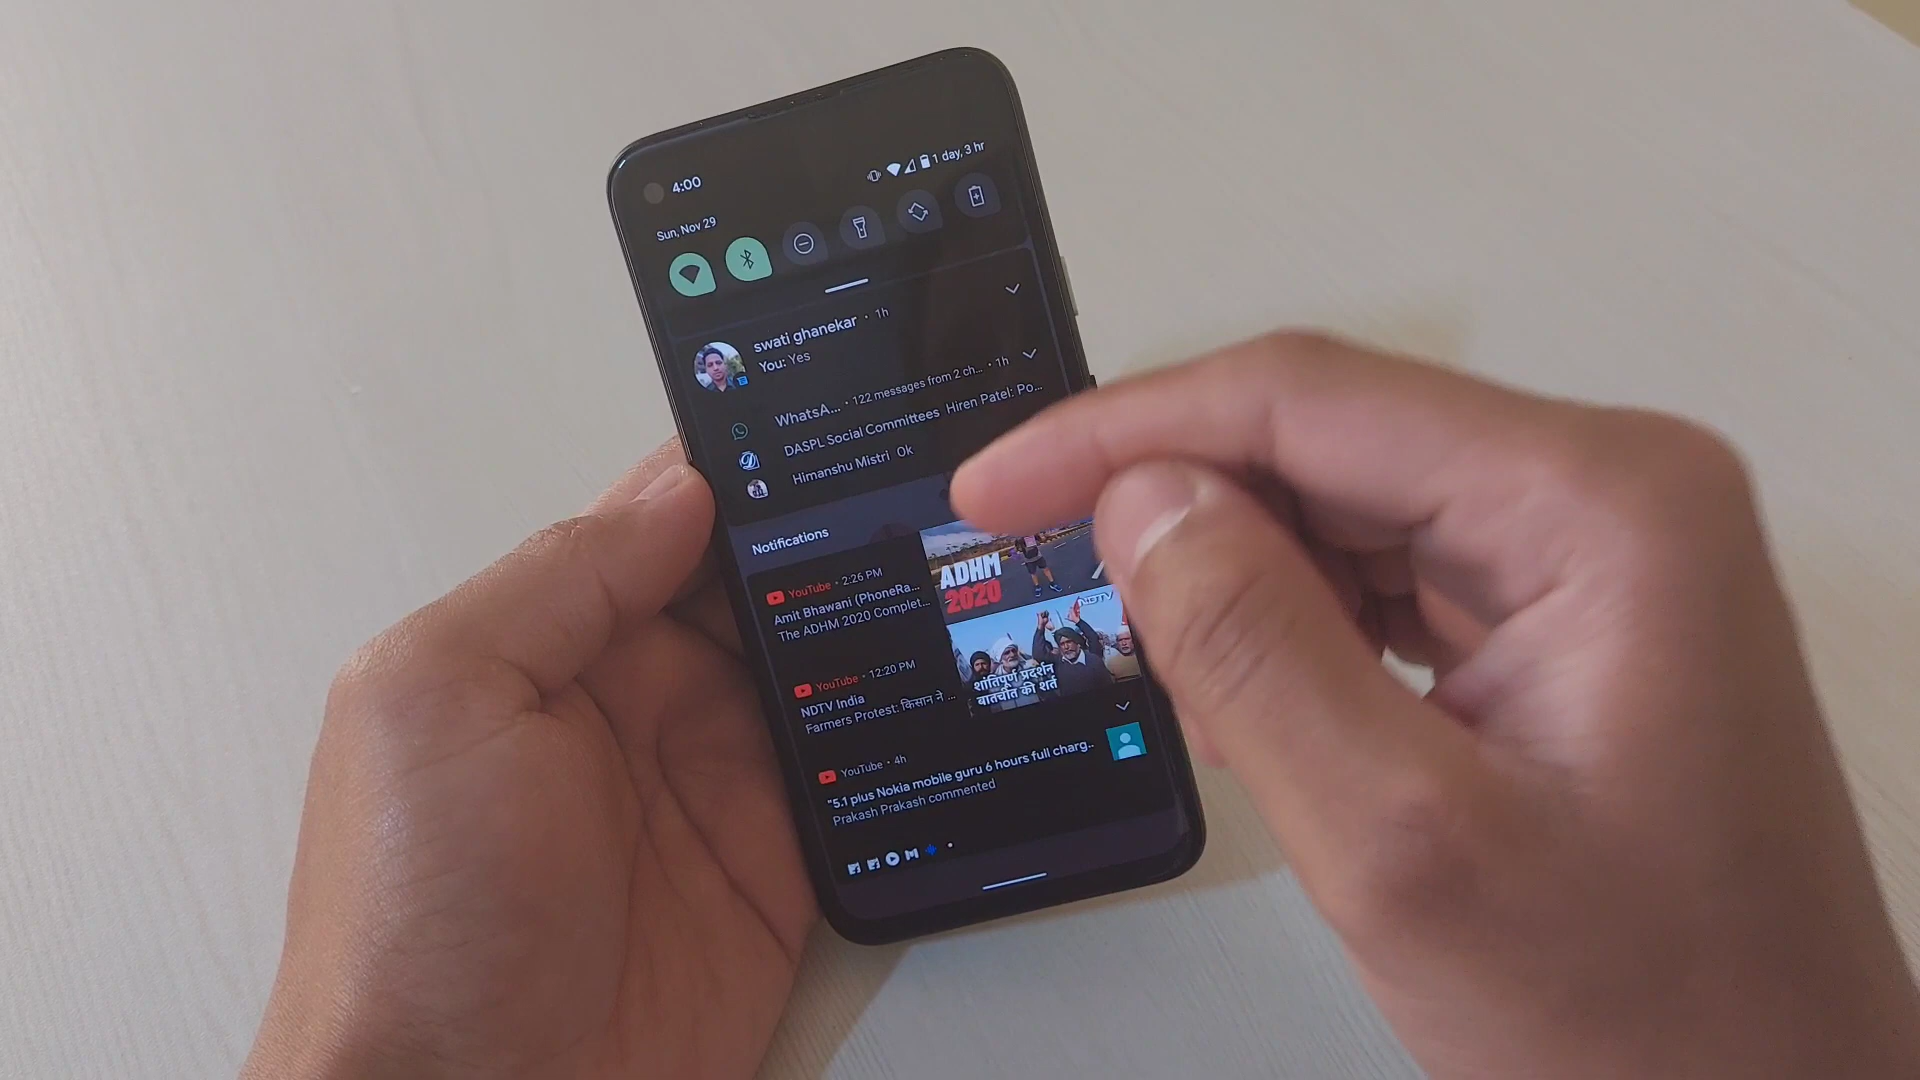 4:00
1 day, 3 hr
Sun, Nov 29
swati ghanekar · 1h
You: Yes
WhatsA... · 122 messages from 2 ch... · 1h
DASPL Social Committees Hiren Patel: Po...
Himanshu Mistri Ok
Notifications
YouTube · 2:26 PM
Amit Bhawani (PhoneRa...
The ADHM 2020 Complet...
ADHM
2020
YouTube · 12:20 PM
NDTV India
Farmers Protest: किसान ने ...
NDTV
शांतिपूर्ण प्रदर्शन
बातचीत की शर्त
YouTube · 4h
"5.1 plus Nokia mobile guru 6 hours full charg..
Prakash Prakash commented